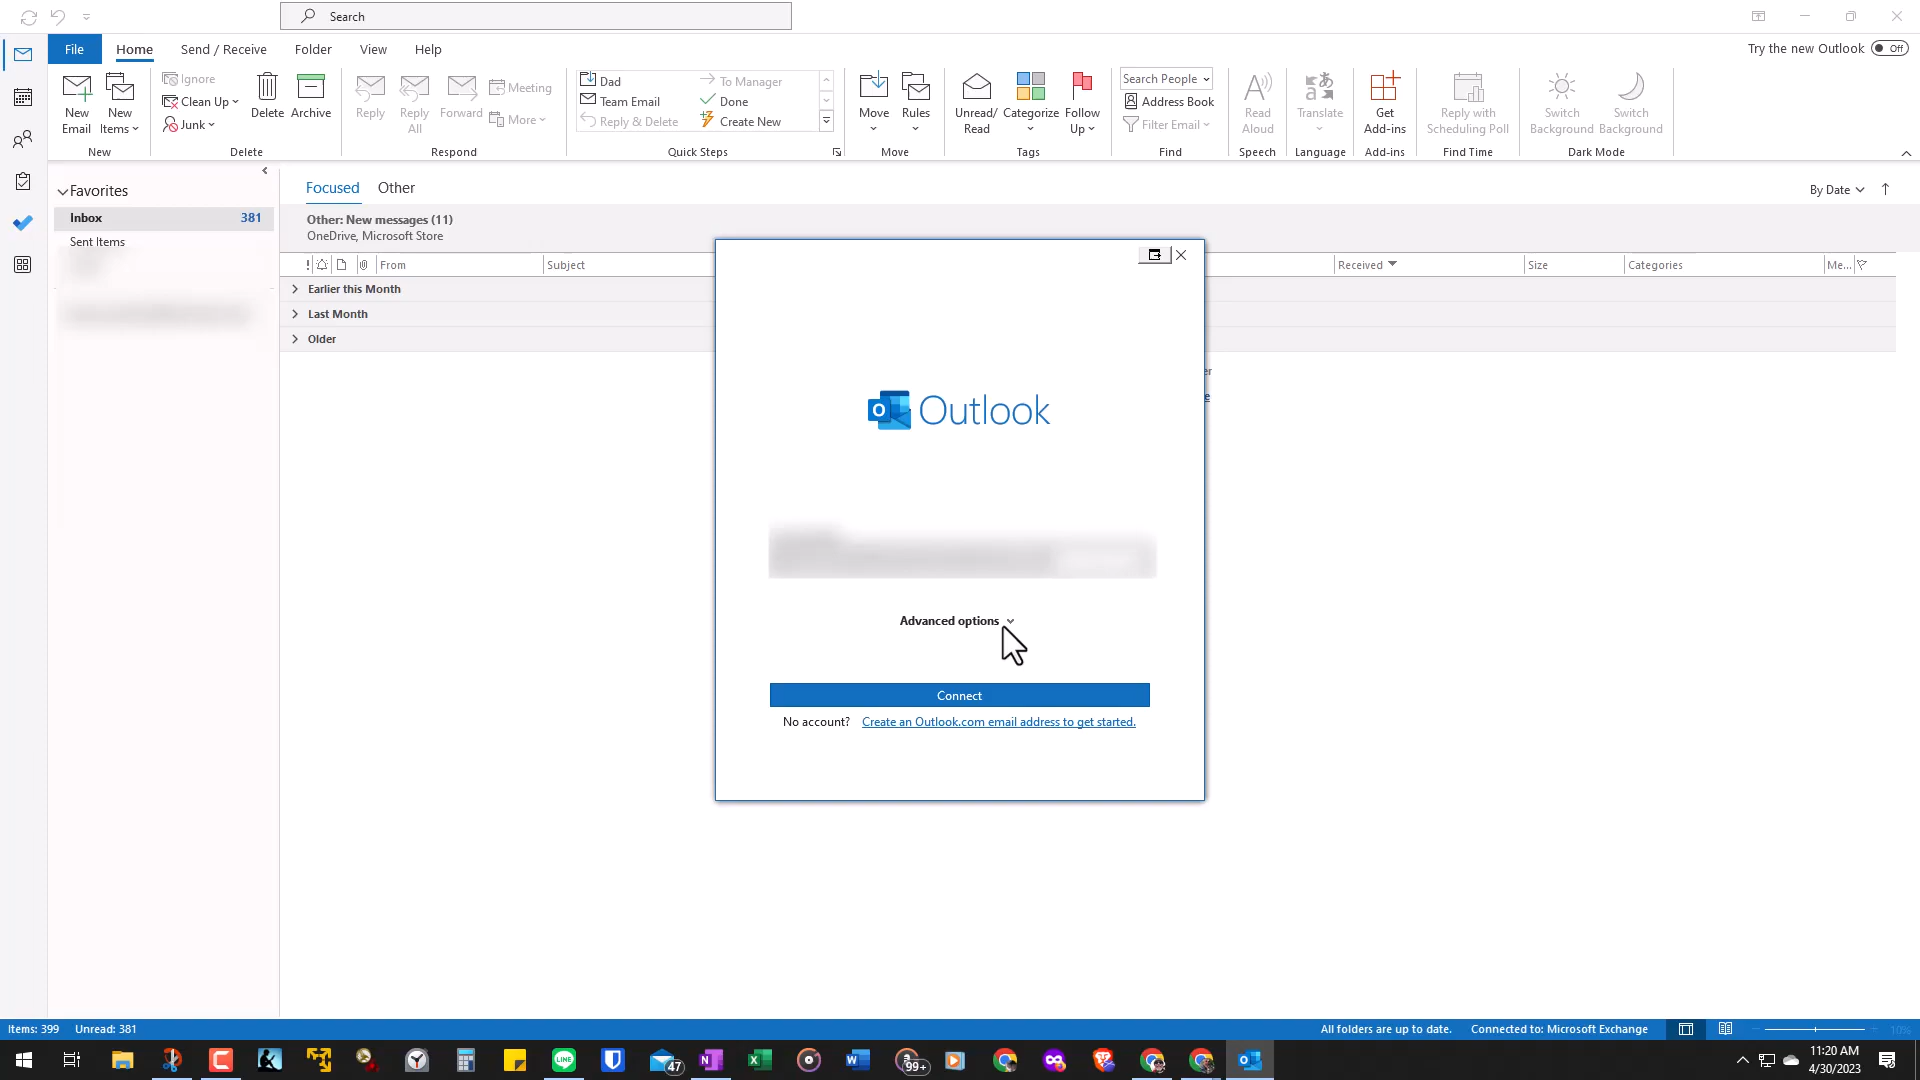 Search
File Home Send / Receive Folder View Help
Try the new Outlook Off
New Email
New Items
Ignore
Clean Up
Junk
Delete
Archive
Reply
Reply All
Forward
Meeting
More
Dad
Team Email
Reply & Delete
To Manager
Done
Create New
Move
Rules
Unread/ Read
Categorize
Follow Up
Search People
Address Book
Filter Email
Read Aloud
Translate
Get Add-ins
Reply with Scheduling Poll
Switch Background
Switch Background
New Delete Respond Quick Steps Move Tags Find Speech Language Add-ins Find Time Dark Mode
Favorites
Inbox 381
Sent Items
Focused Other
By Date
Other: New messages (11)
OneDrive, Microsoft Store
! From Subject Received Size Categories Me...
Earlier this Month
Last Month
Older
er
e
O Outlook
Advanced options
Connect
No account? Create an Outlook.com email address to get started.
Items: 399 Unread: 381
All folders are up to date. Connected to: Microsoft Exchange 10%
47
99+
11:20 AM
4/30/2023